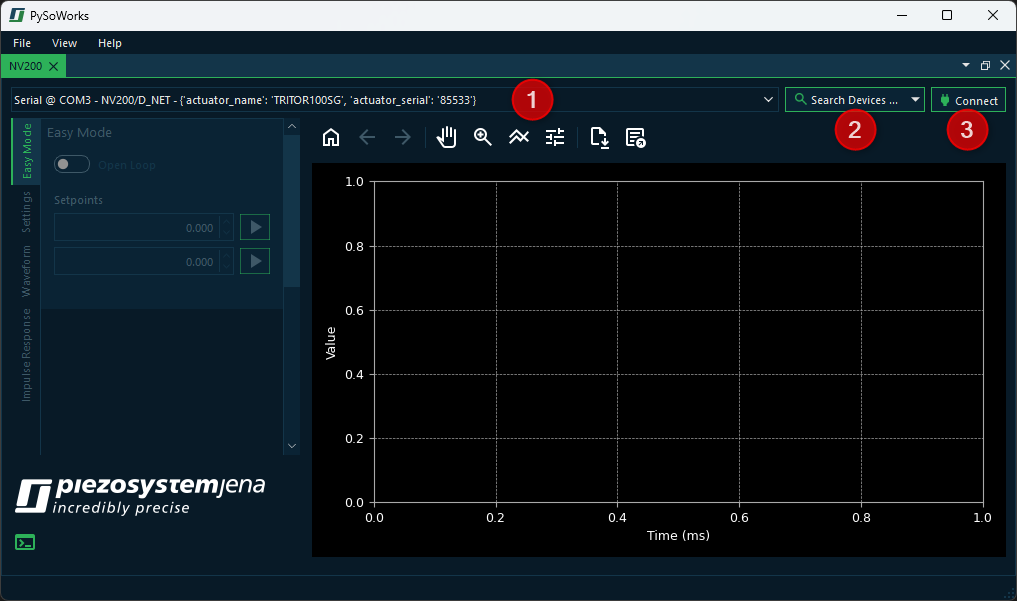 PySoWorks
File View Help
NV200
Serial @ COM3 - NV200/D_NET - {'actuator_name': 'TRITOR100SG', 'actuator_serial': '85533'}
1
Search Devices ...
2
Connect
3
Easy Mode
Settings
Waveform
Impulse Response
Easy Mode
Open Loop
Setpoints
0.000
0.000
1.0
0.8
0.6
0.4
0.2
0.0
Value
0.0 0.2 0.4 0.6 0.8 1.0
Time (ms)
piezosystemjena
incredibly precise